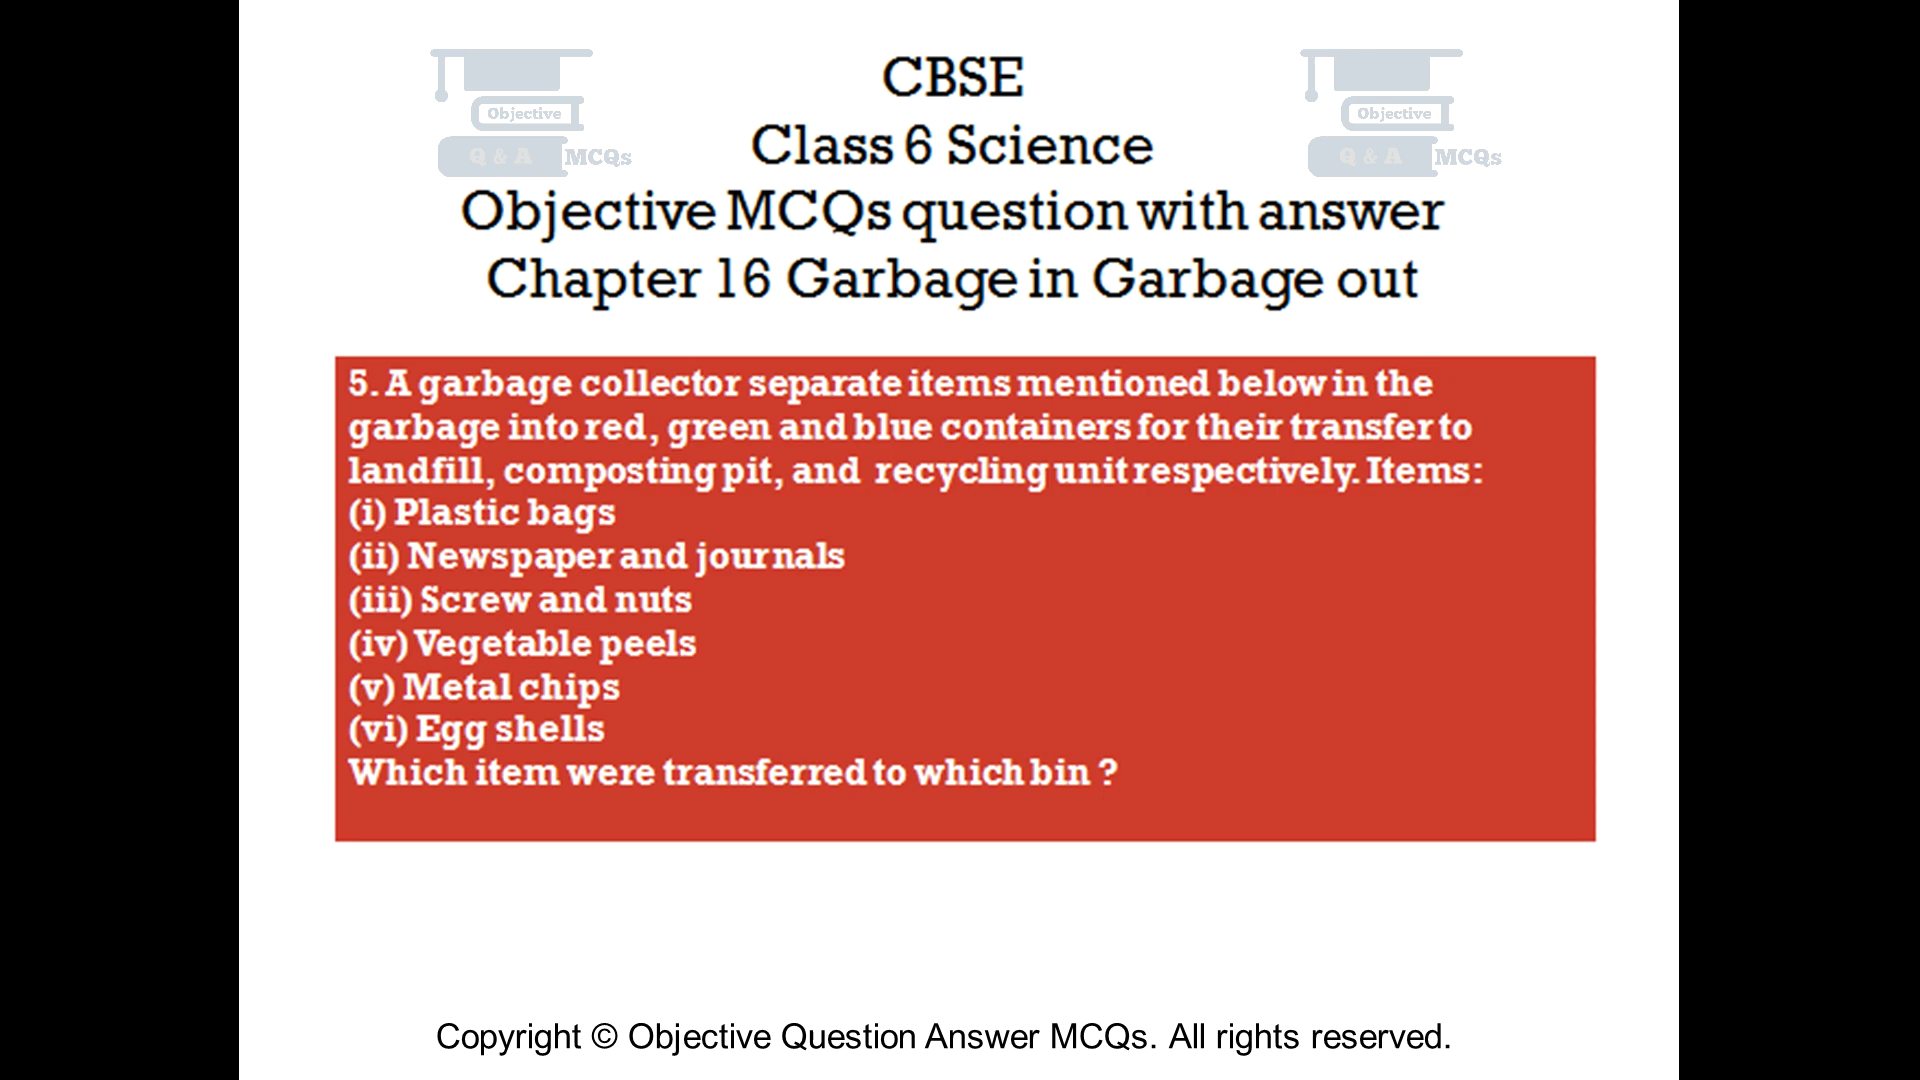 CBSE
Class 6 Science
Objective MCQs question with answer
Chapter 16 Garbage in Garbage out
Objective
Q & A MCQs
Objective
Q & A MCQs
5. A garbage collector separate items mentioned below in the
garbage into red, green and blue containers for their transfer to
landfill, composting pit, and recycling unit respectively. Items:
(i) Plastic bags
(ii) Newspaper and journals
(iii) Screw and nuts
(iv) Vegetable peels
(v) Metal chips
(vi) Egg shells
Which item were transferred to which bin ?
Copyright © Objective Question Answer MCQs. All rights reserved.